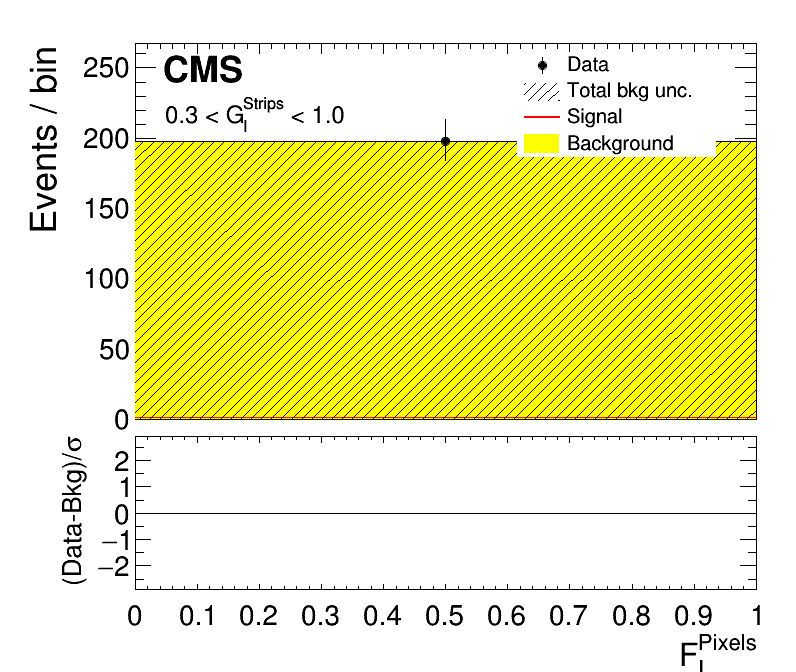 CMS
0.3 < G_I^Strips < 1.0
Data
Total bkg unc.
Signal
Background
Events / bin
250
200
150
100
50
0
(Data-Bkg)/σ
2
1
0
−1
−2
0 0.1 0.2 0.3 0.4 0.5 0.6 0.7 0.8 0.9 1
F_I^Pixels